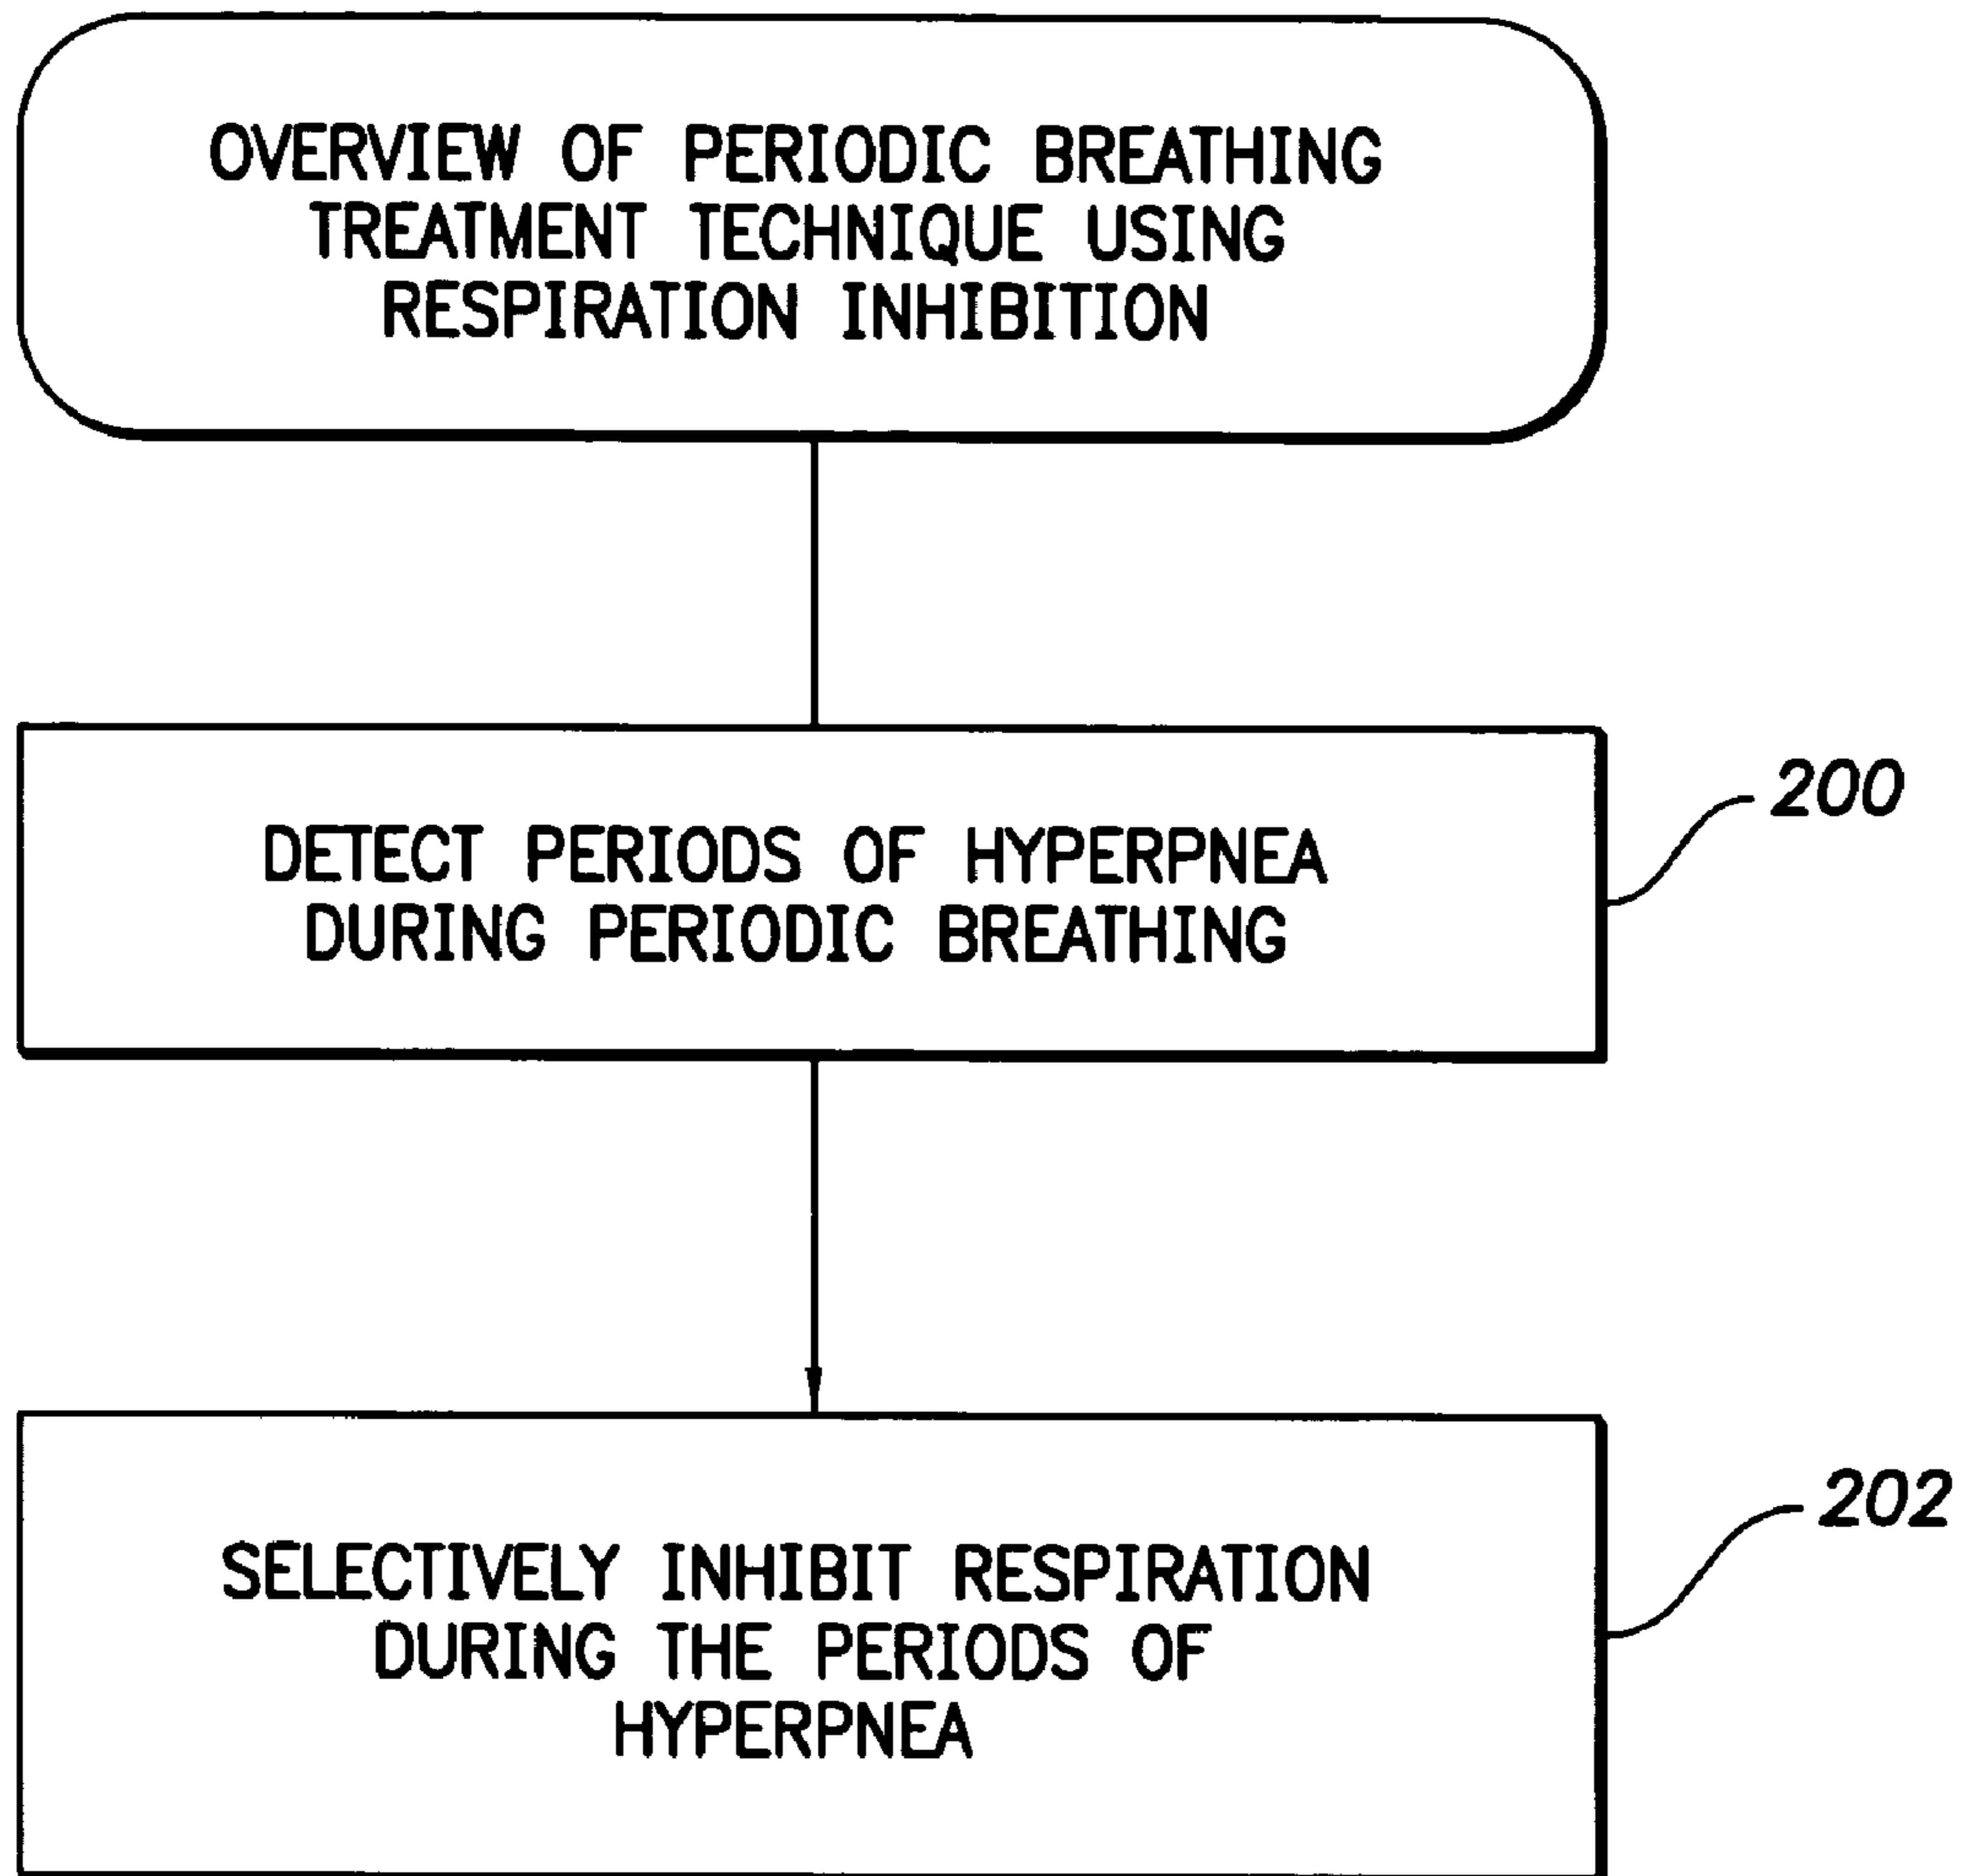 OVERVIEW OF PERIODIC BREATHING
TREATMENT TECHNIQUE USING
RESPIRATION INHIBITION
DETECT PERIODS OF HYPERPNEA
DURING PERIODIC BREATHING
200
SELECTIVELY INHIBIT RESPIRATION
DURING THE PERIODS OF
HYPERPNEA
202